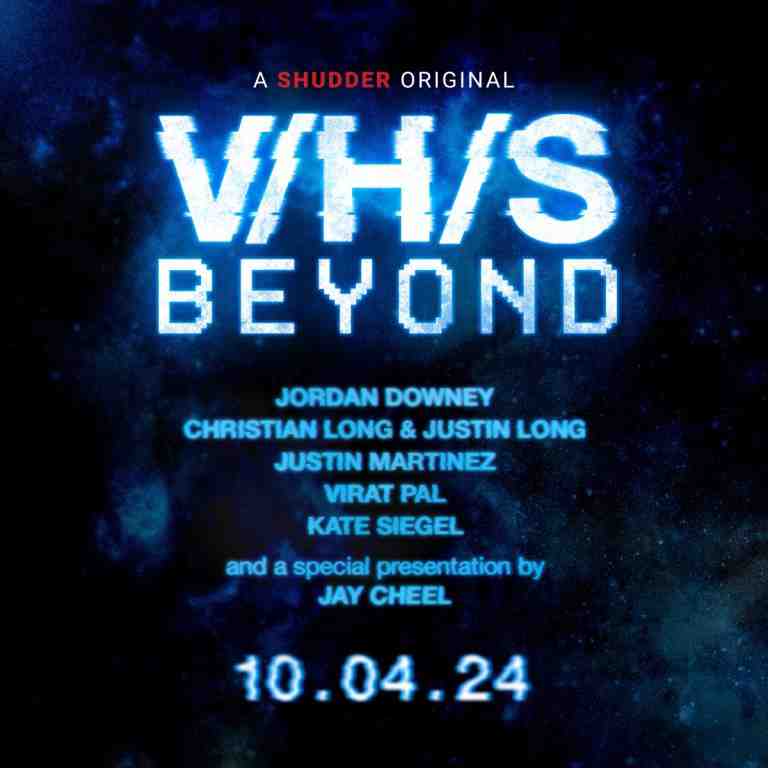 A SHUDDER ORIGINAL
V/H/S
BEYOND
JORDAN DOWNEY
CHRISTIAN LONG & JUSTIN LONG
JUSTIN MARTINEZ
VIRAT PAL
KATE SIEGEL
and a special presentation by
JAY CHEEL
10.04.24